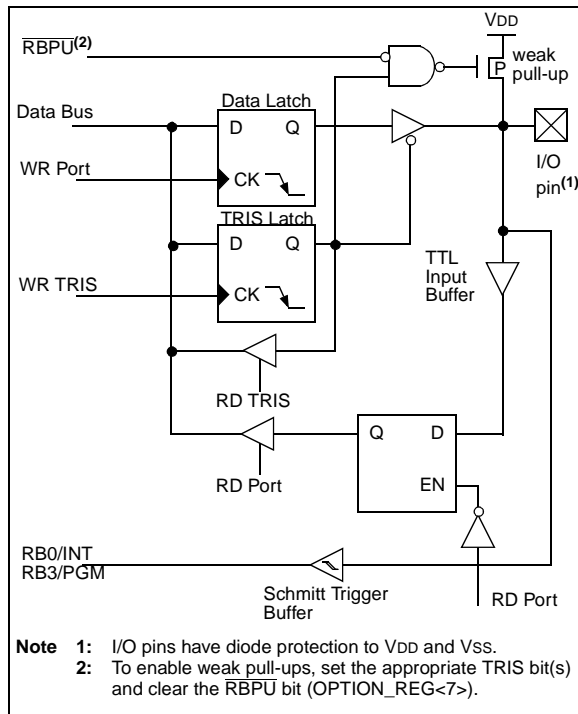 VDD
RBPU(2)
weak
pull-up
P
Data Latch
Data Bus
D Q
WR Port
CK
I/O
pin(1)
TRIS Latch
D Q
TTL
Input
Buffer
WR TRIS
CK
RD TRIS
Q D
RD Port
EN
RB0/INT
RB3/PGM
Schmitt Trigger
Buffer
RD Port
Note 1: I/O pins have diode protection to VDD and VSS.
2: To enable weak pull-ups, set the appropriate TRIS bit(s)
and clear the RBPU bit (OPTION_REG<7>).